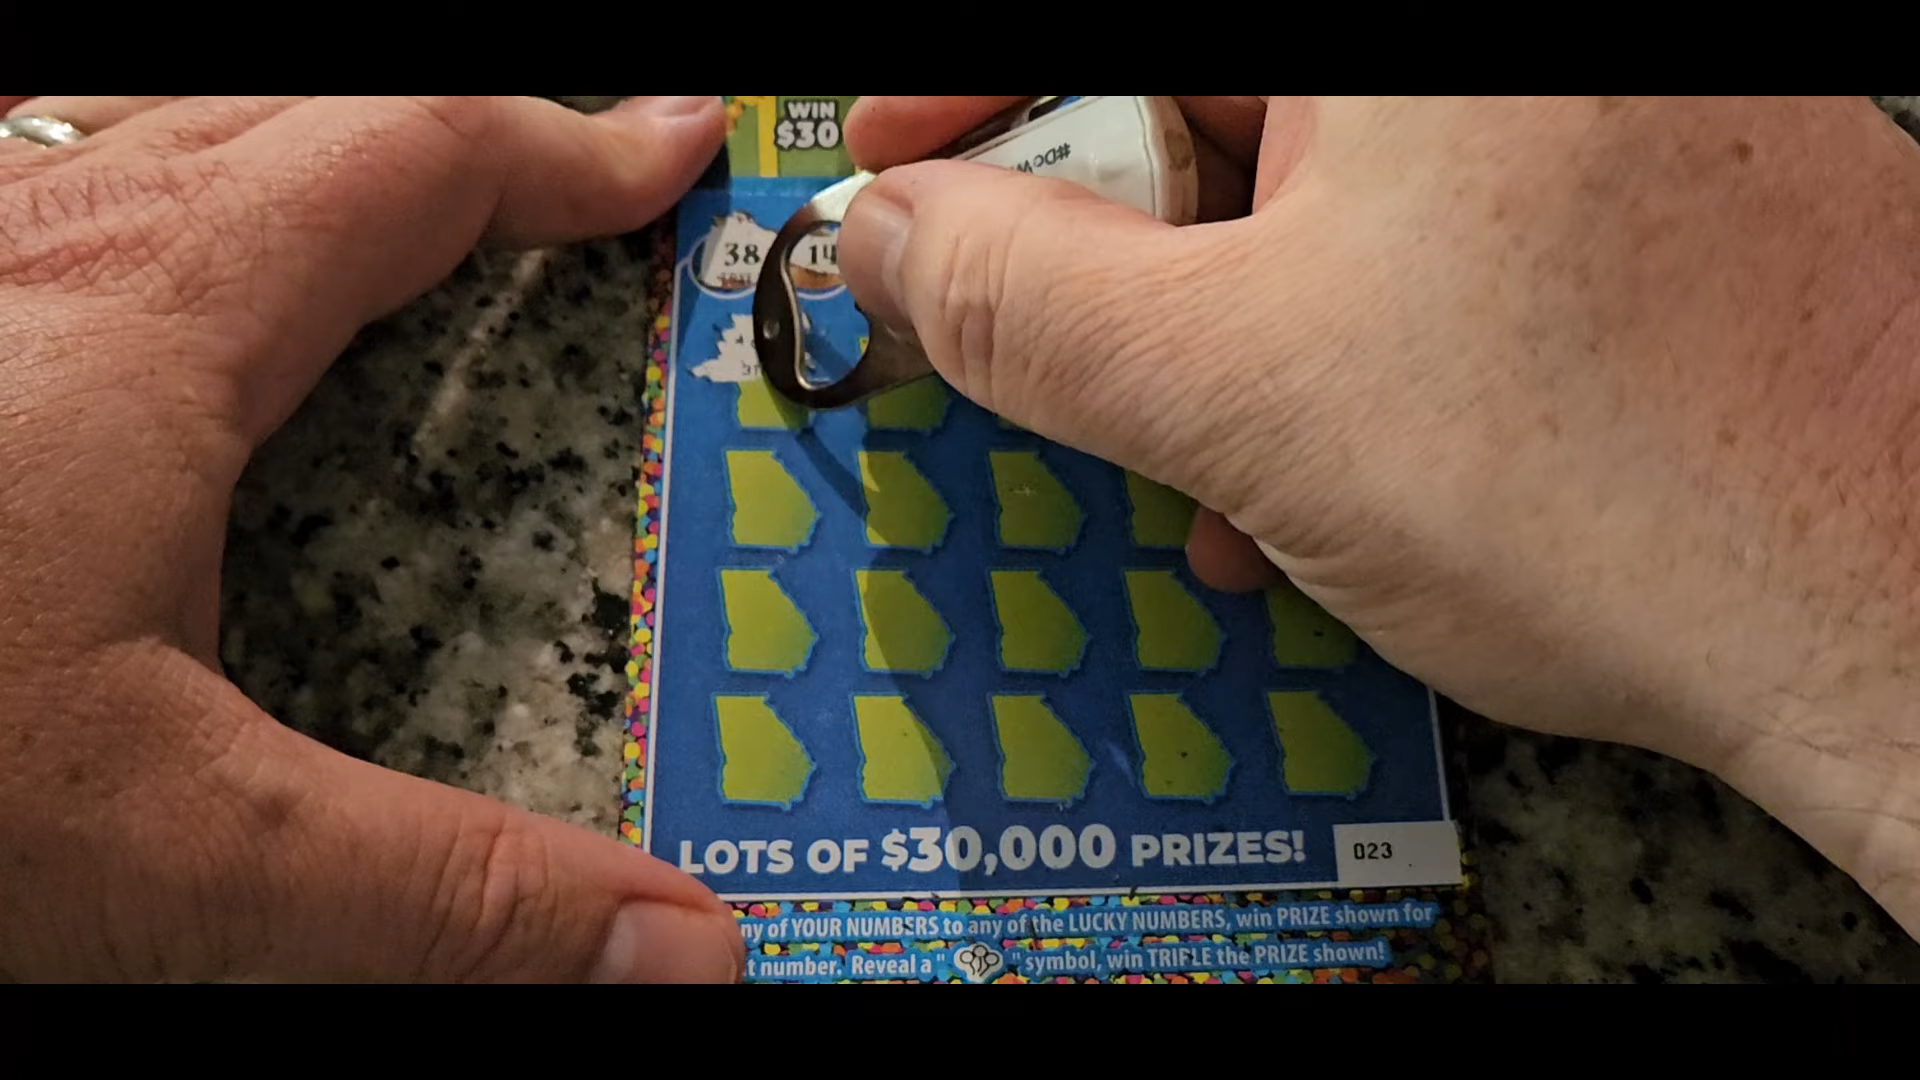 WIN
$30
#DOW
38
14
LOTS OF $30,000 PRIZES!
023
ny of YOUR NUMBERS to any of the LUCKY NUMBERS, win PRIZE shown for
t number. Reveal a " " symbol, win TRIPLE the PRIZE shown!